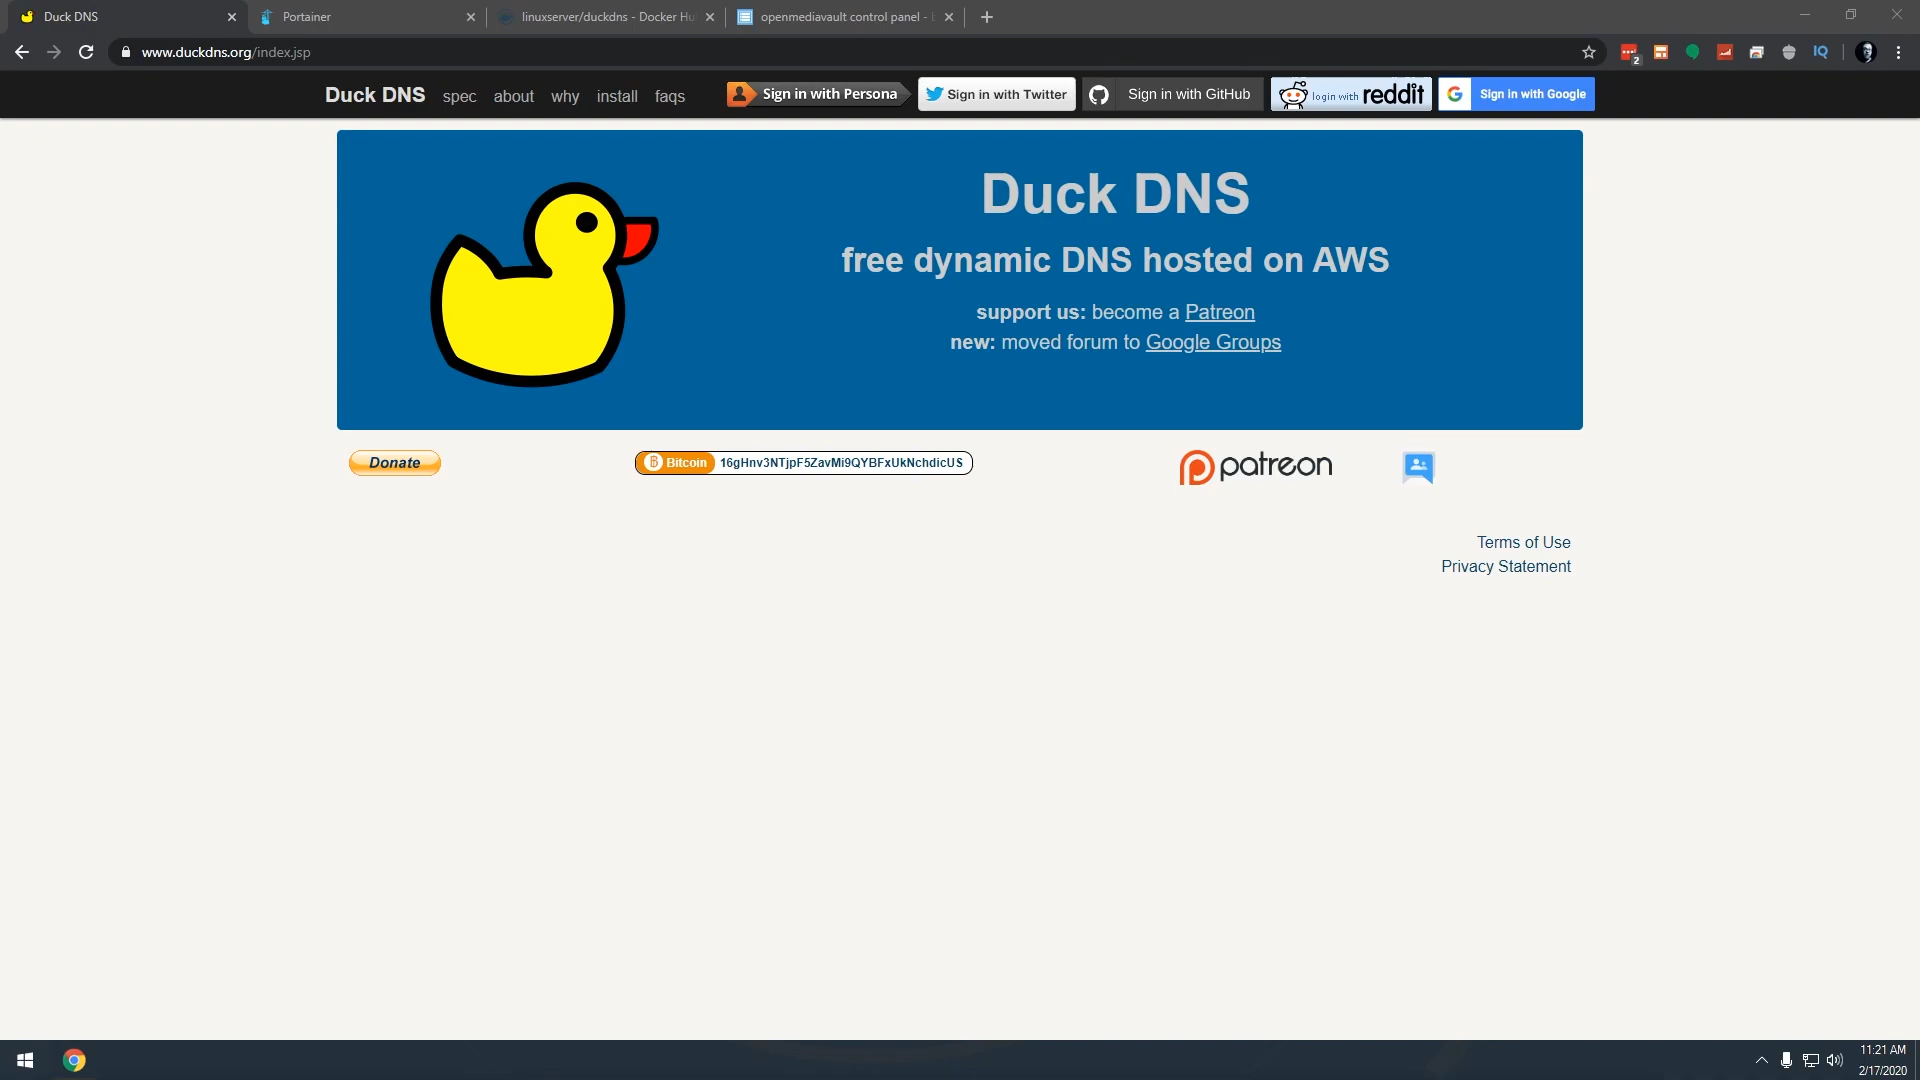 Duck DNS
Portainer
linuxserver/duckdns - Docker Hu
openmediavault control panel -
www.duckdns.org/index.jsp
2
IQ
Duck DNS spec about why install faqs
Sign in with Persona
Sign in with Twitter
Sign in with GitHub
login with reddit
G Sign in with Google
Duck DNS
free dynamic DNS hosted on AWS
support us: become a Patreon
new: moved forum to Google Groups
Donate
Bitcoin 16gHnv3NTjpF5ZavMi9QYBFxUkNchdicUS
patreon
Terms of Use
Privacy Statement
11:21 AM
2/17/2020